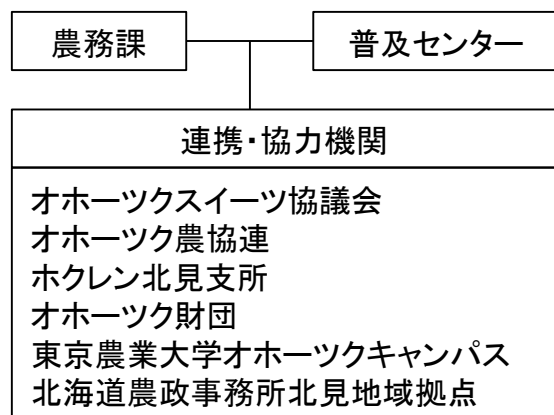 農務課
普及センター
連携・協力機関
オホーツクスイーツ協議会
オホーツク農協連
ホクレン北見支所
オホーツク財団
東京農業大学オホーツクキャンパス
北海道農政事務所北見地域拠点